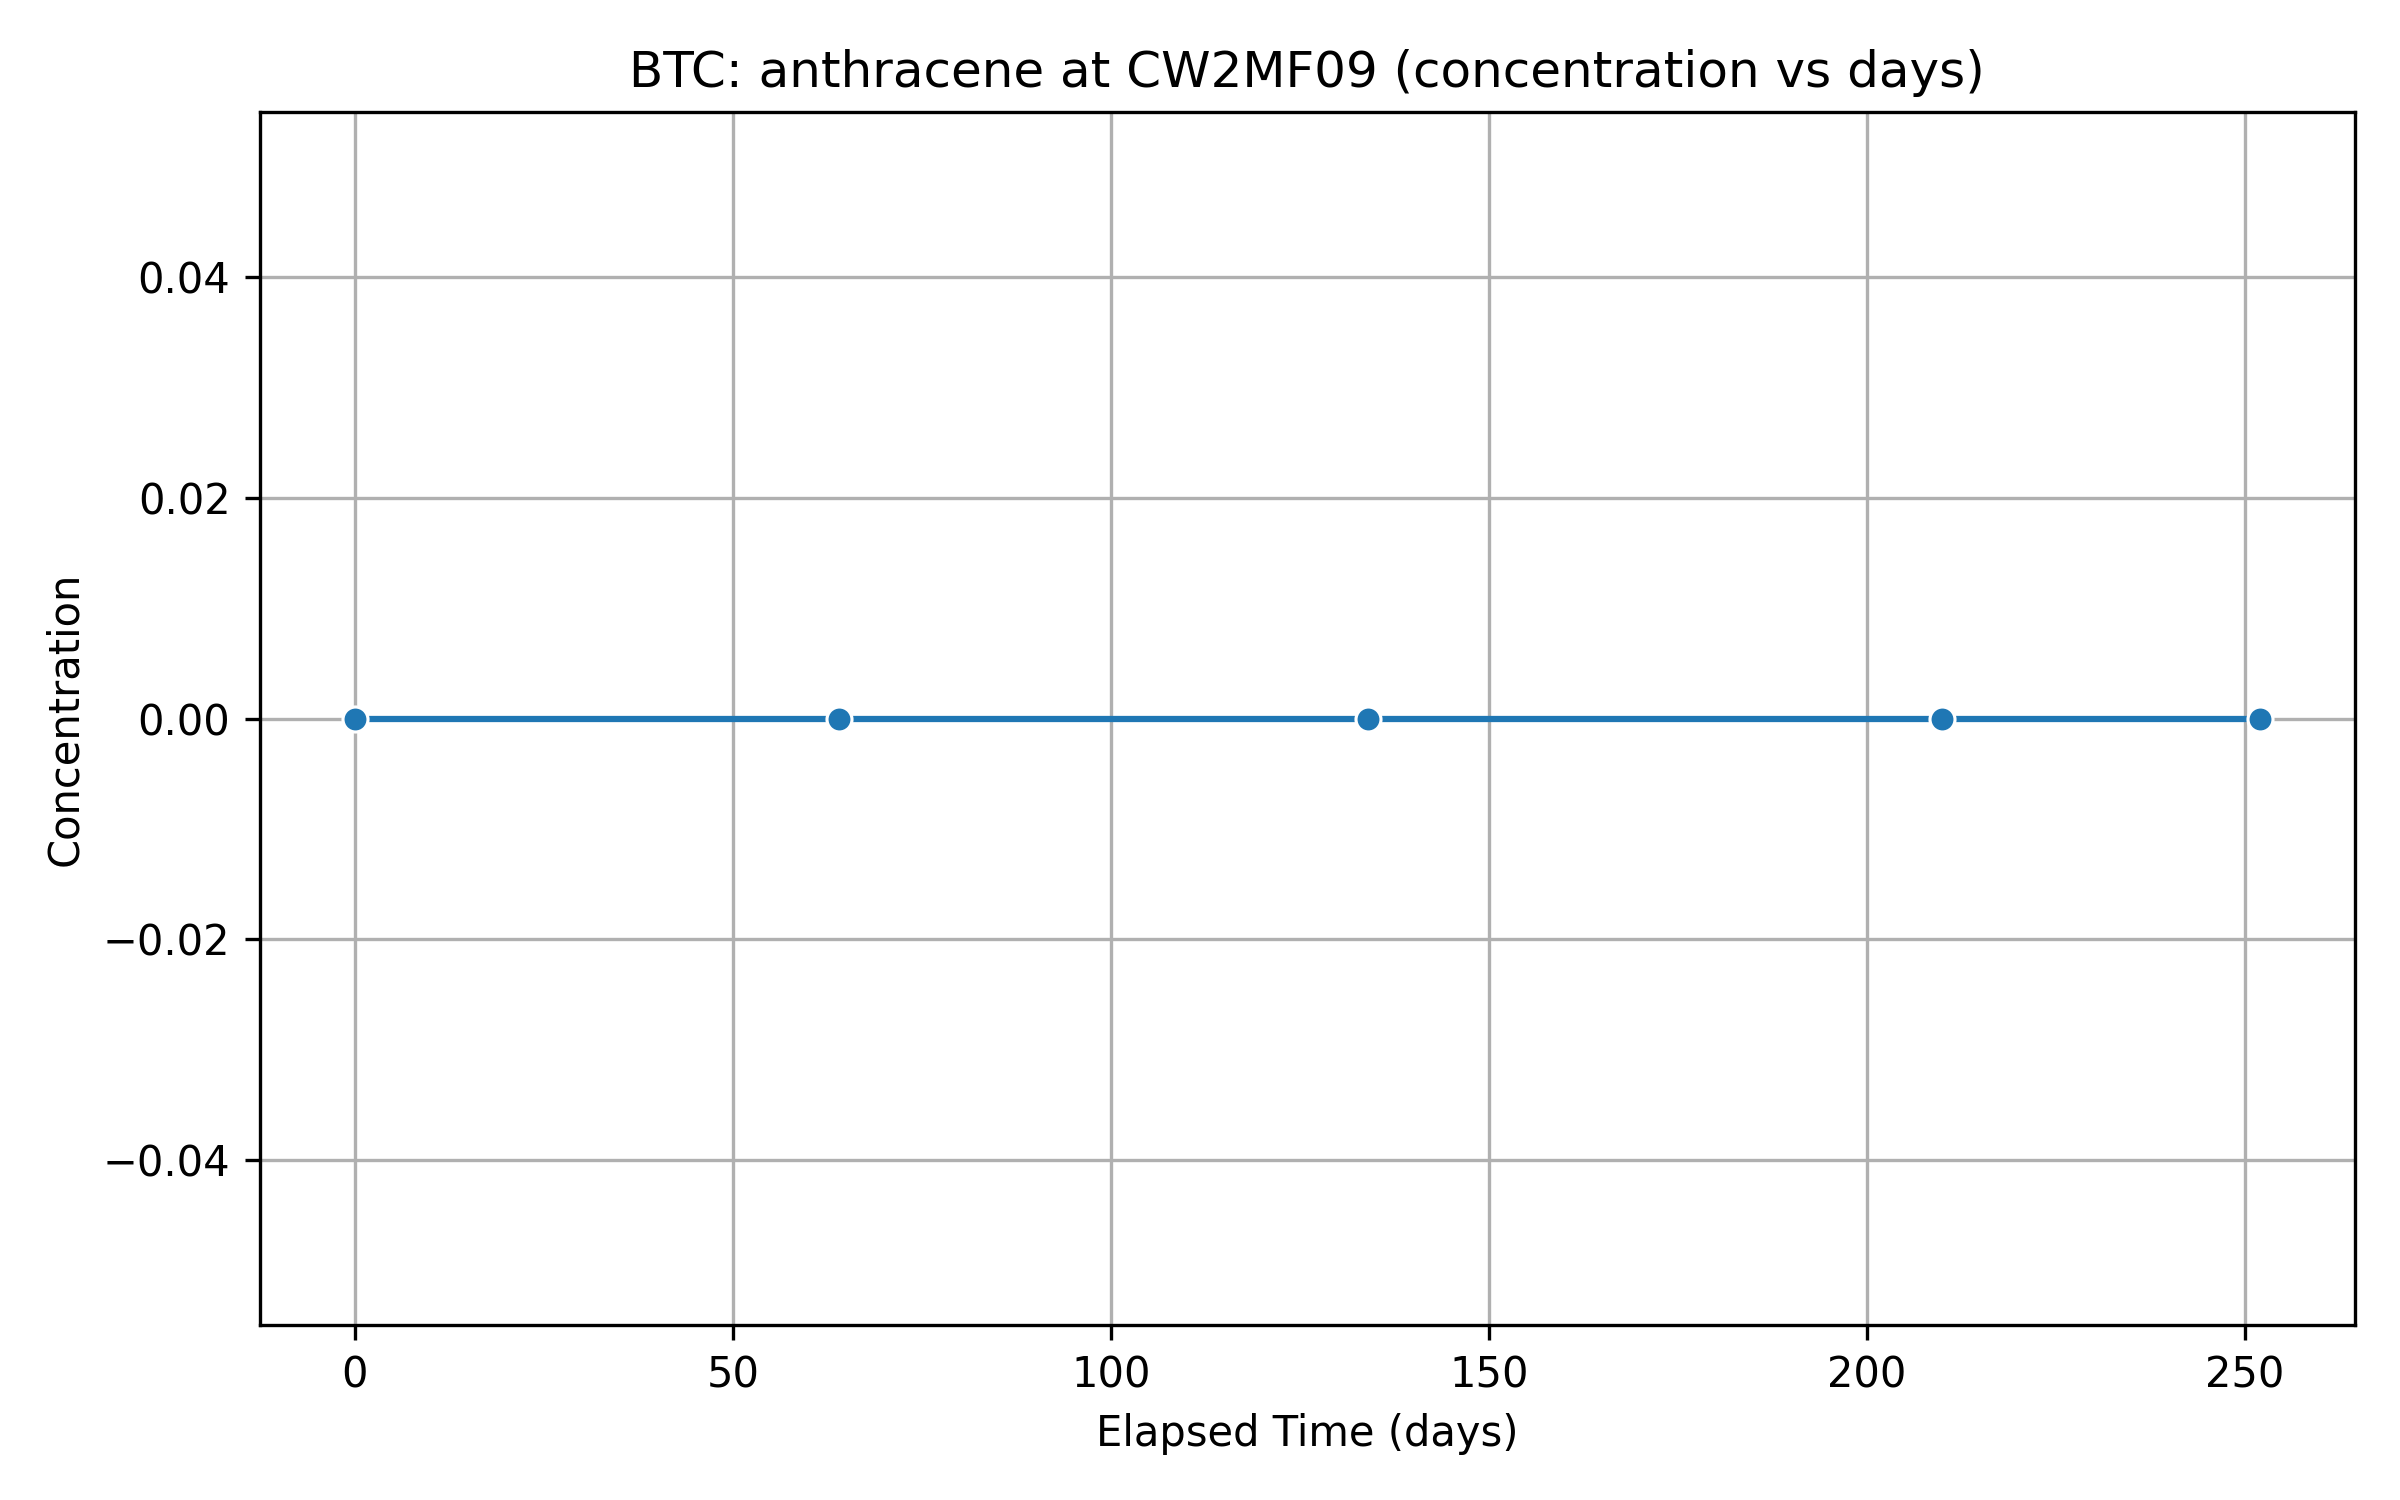 BTC: anthracene at CW2MF09 (concentration vs days)
0.04
0.02
0.00
−0.02
−0.04
Concentration
0 50 100 150 200 250
Elapsed Time (days)